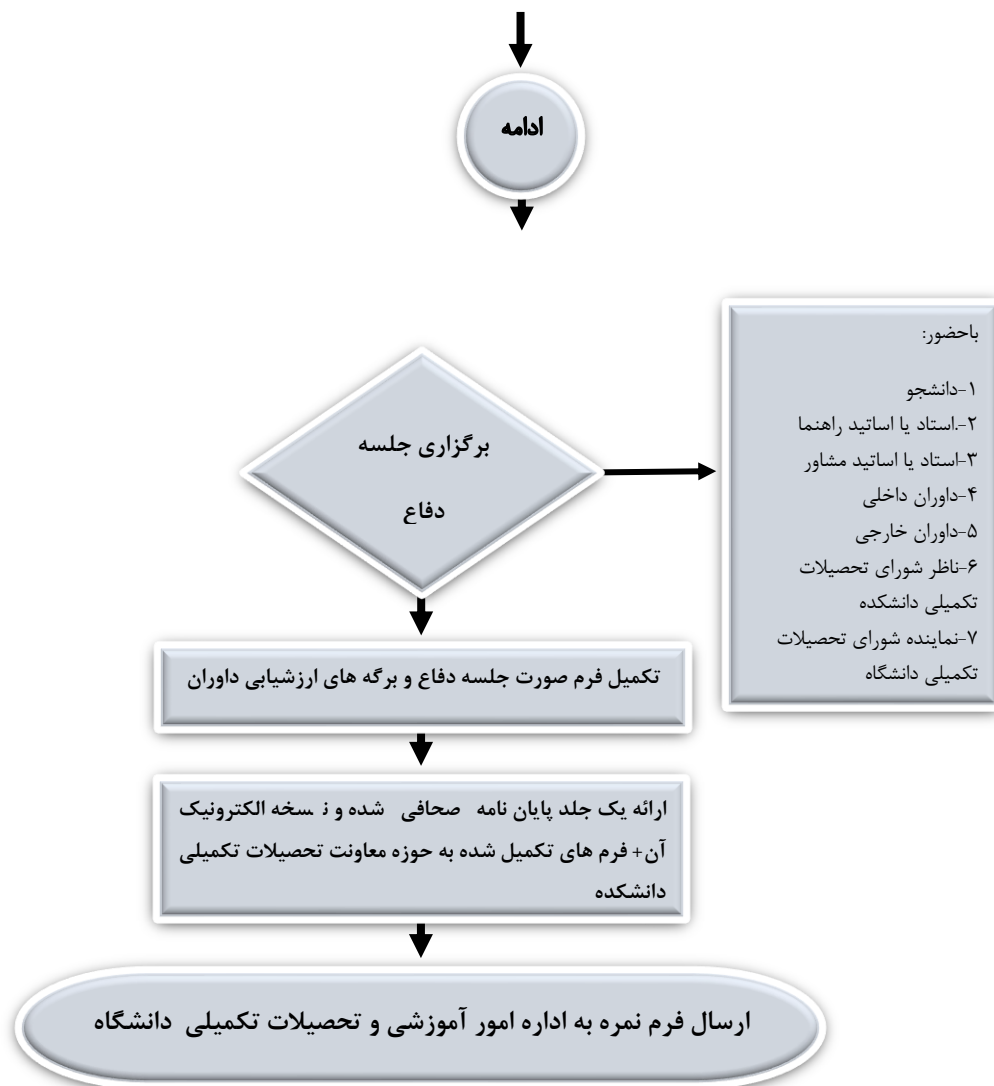 ادامه
برگزاری جلسه
دفاع
باحضور:
۱-دانشجو
۲-.استاد یا اساتید راهنما
۳-استاد یا اساتید مشاور
۴-داوران داخلی
۵-داوران خارجی
۶-ناظر شورای تحصیلات
تکمیلی دانشکده
۷-نماینده شورای تحصیلات
تکمیلی دانشگاه
تکمیل فرم صورت جلسه دفاع و برگه های ارزشیابی داوران
ارائه یک جلد پایان نامه صحافی شده و نسخه الکترونیک
آن+ فرم های تکمیل شده به حوزه معاونت تحصیلات تکمیلی
دانشکده
ارسال فرم نمره به اداره امور آموزشی و تحصیلات تکمیلی دانشگاه